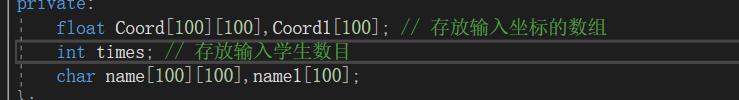 private:
float Coord[100][100],Coord1[100]; // 存放输入坐标的数组
int times; // 存放输入学生数目
char name[100][100],name1[100];
};